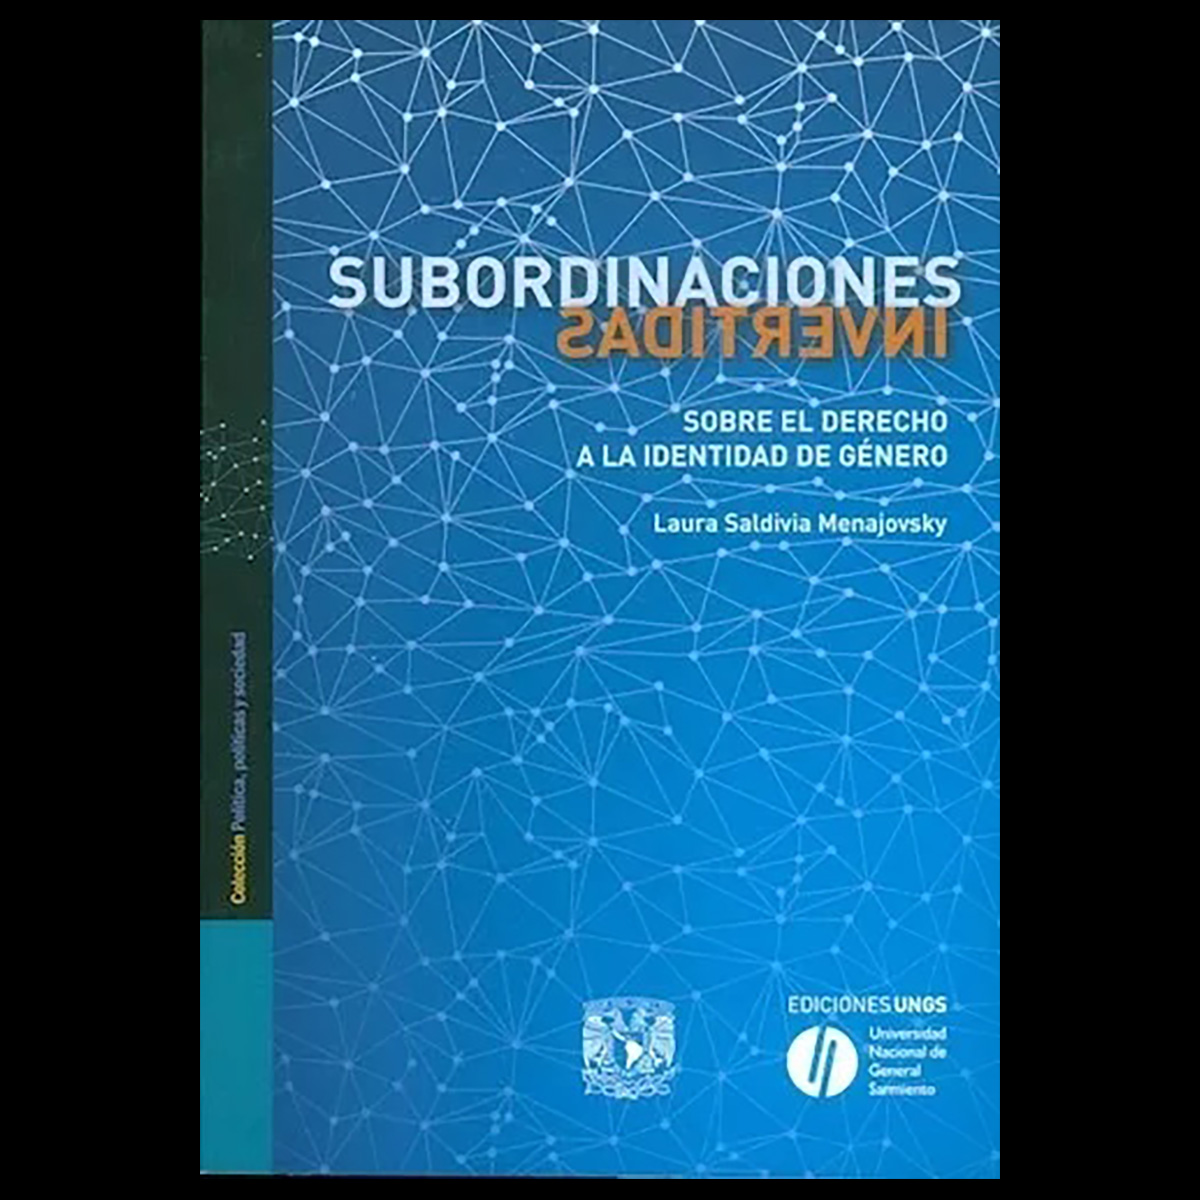 SUBORDINACIONES
INVERTIDAS
SOBRE EL DERECHO
A LA IDENTIDAD DE GÉNERO
Laura Saldivia Menajovsky
Colección Política, políticas y sociedad
EDICIONES UNGS
Universidad
Nacional de
General
Sarmiento